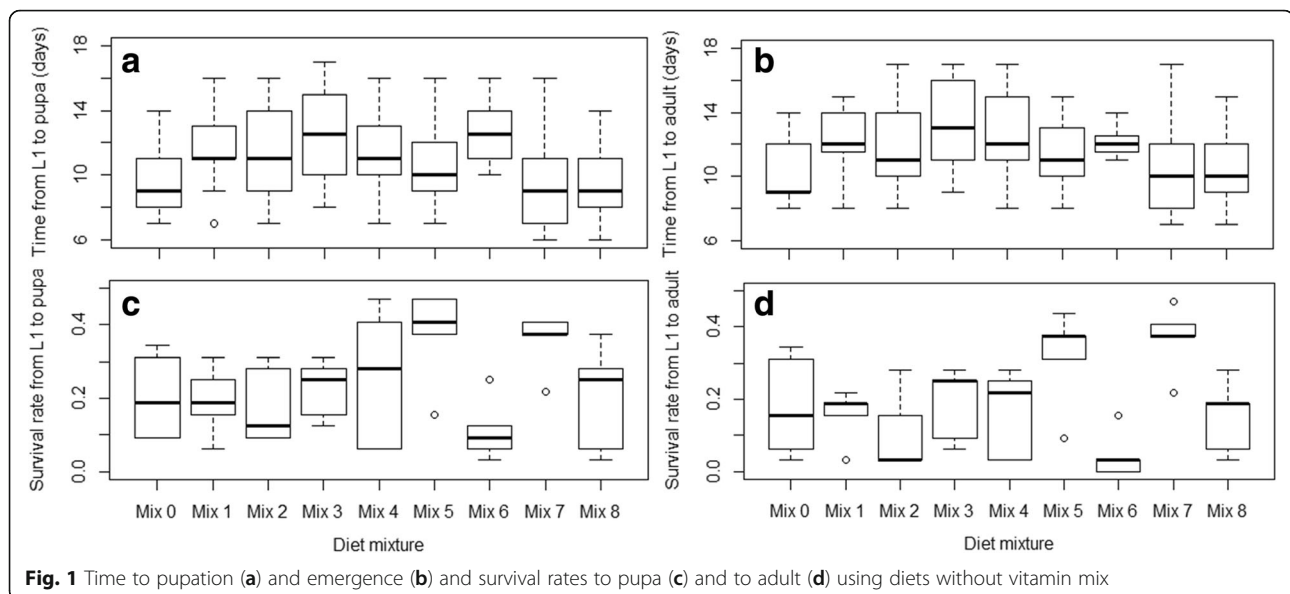 a
Time from L1 to pupa (days)
18
14
10
6
b
Time from L1 to adult (days)
18
14
10
6
c
Survival rate from L1 to pupa
0.4
0.2
0.0
Mix 0 Mix 1 Mix 2 Mix 3 Mix 4 Mix 5 Mix 6 Mix 7 Mix 8
Diet mixture
d
Survival rate from L1 to adult
0.4
0.2
0.0
Mix 0 Mix 1 Mix 2 Mix 3 Mix 4 Mix 5 Mix 6 Mix 7 Mix 8
Diet mixture
Fig. 1 Time to pupation (a) and emergence (b) and survival rates to pupa (c) and to adult (d) using diets without vitamin mix